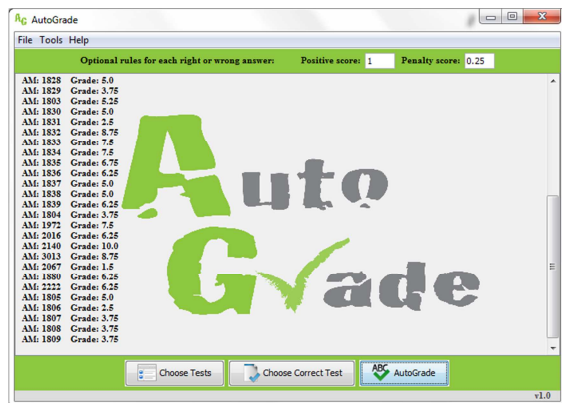 AG AutoGrade
File Tools Help
Optional rules for each right or wrong answer: Positive score: 1 Penalty score: 0.25
AM: 1828 Grade: 5.0
AM: 1829 Grade: 3.75
AM: 1803 Grade: 5.25
AM: 1830 Grade: 5.0
AM: 1831 Grade: 2.5
AM: 1832 Grade: 8.75
AM: 1833 Grade: 7.5
AM: 1834 Grade: 7.5
AM: 1835 Grade: 6.75
AM: 1836 Grade: 6.25
AM: 1837 Grade: 5.0
AM: 1838 Grade: 5.0
AM: 1839 Grade: 6.25
AM: 1804 Grade: 3.75
AM: 1972 Grade: 7.5
AM: 2016 Grade: 6.25
AM: 2140 Grade: 10.0
AM: 3013 Grade: 8.75
AM: 2067 Grade: 1.5
AM: 1880 Grade: 6.25
AM: 2222 Grade: 6.25
AM: 1805 Grade: 5.0
AM: 1806 Grade: 2.5
AM: 1807 Grade: 3.75
AM: 1808 Grade: 3.75
AM: 1809 Grade: 3.75
Auto
Grade
Choose Tests Choose Correct Test ABC AutoGrade
v1.0